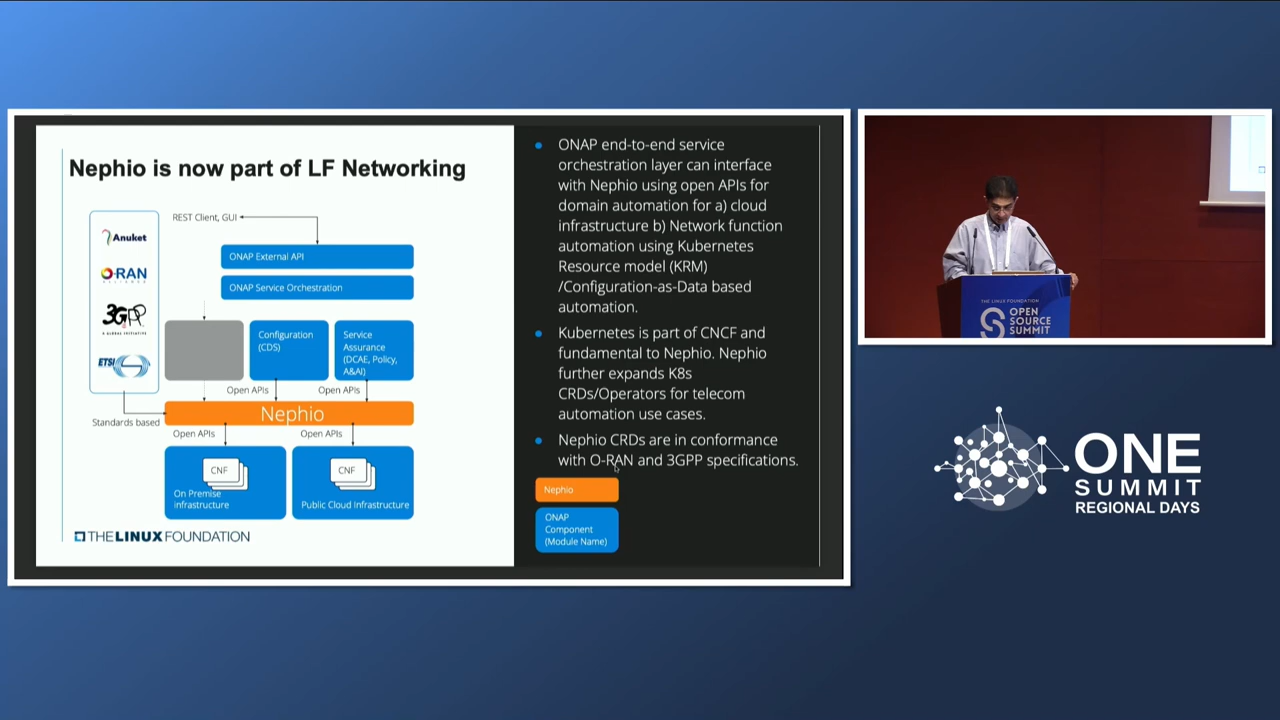 Nephio is now part of LF Networking
Anuket
O-RAN
ALLIANCE
3GPP
A GLOBAL INITIATIVE
ETSI
REST Client, GUI
ONAP External API
ONAP Service Orchestration
Configuration
(CDS)
Service
Assurance
(DCAE, Policy,
A&AI)
Open APIs
Open APIs
Standards based
Nephio
Open APIs
Open APIs
CNF
On Premise
infrastructure
CNF
Public Cloud Infrastructure
THE LINUX FOUNDATION
ONAP end-to-end service
orchestration layer can interface
with Nephio using open APIs for
domain automation for a) cloud
infrastructure b) Network function
automation using Kubernetes
Resource model (KRM)
/Configuration-as-Data based
automation.
Kubernetes is part of CNCF and
fundamental to Nephio. Nephio
further expands K8s
CRDs/Operators for telecom
automation use cases.
Nephio CRDs are in conformance
with O-RAN and 3GPP specifications.
Nephio
ONAP
Component
(Module Name)
THE LINUX FOUNDATION
OPEN
SOURCE
SUMMIT
ONE
SUMMIT
REGIONAL DAYS